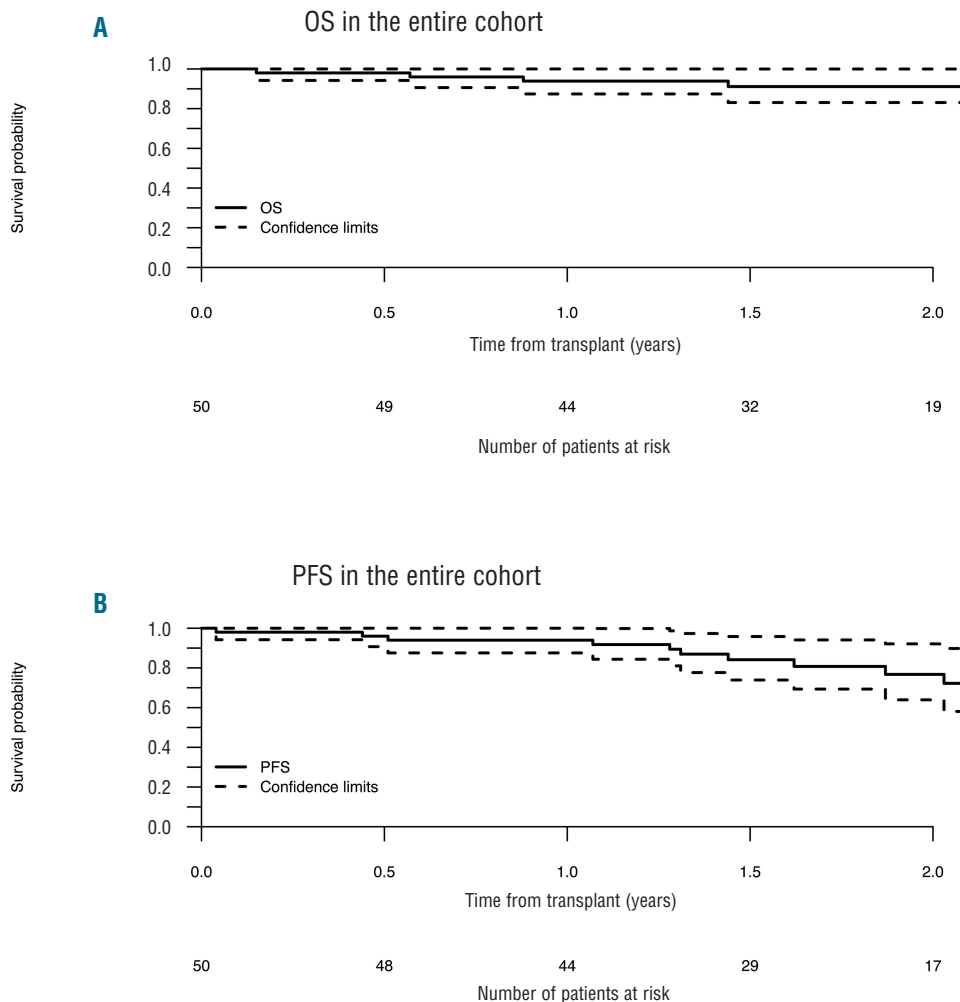 A
OS in the entire cohort
Survival probability
1.0
0.8
0.6
0.4
0.2
0.0
OS
Confidence limits
0.0 0.5 1.0 1.5 2.0
Time from transplant (years)
50 49 44 32 19
Number of patients at risk
B
PFS in the entire cohort
Survival probability
1.0
0.8
0.6
0.4
0.2
0.0
PFS
Confidence limits
0.0 0.5 1.0 1.5 2.0
Time from transplant (years)
50 48 44 29 17
Number of patients at risk